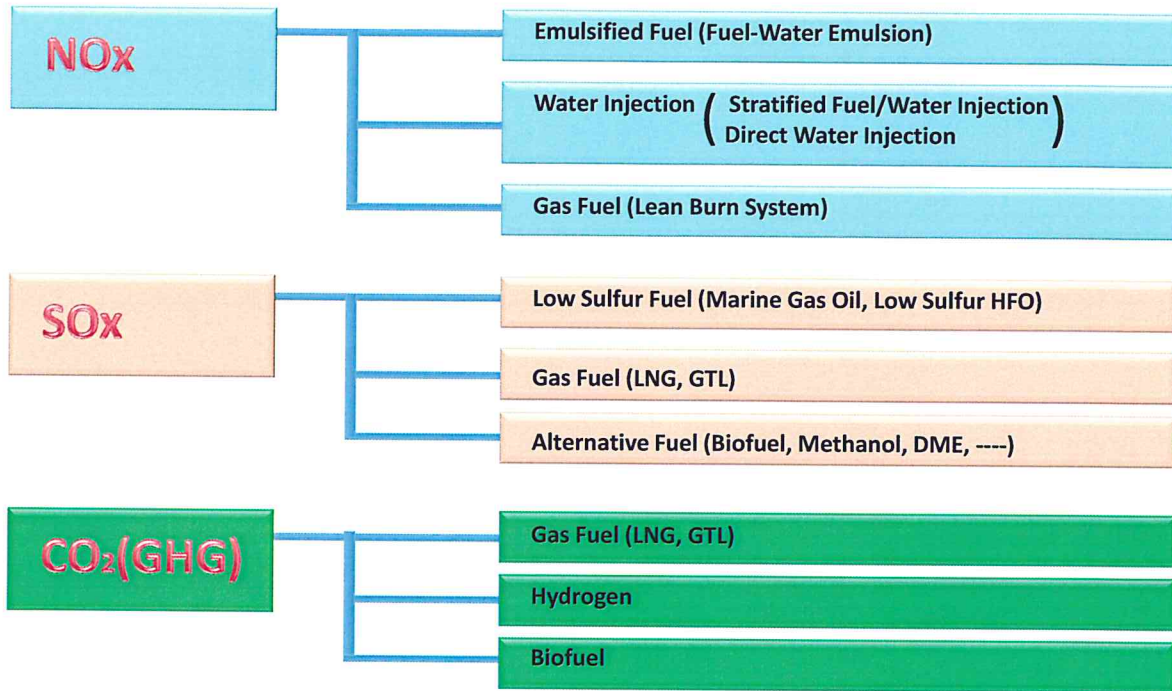 NOx
Emulsified Fuel (Fuel-Water Emulsion)
Water Injection ( Stratified Fuel/Water Injection
Direct Water Injection )
Gas Fuel (Lean Burn System)
SOx
Low Sulfur Fuel (Marine Gas Oil, Low Sulfur HFO)
Gas Fuel (LNG, GTL)
Alternative Fuel (Biofuel, Methanol, DME, ----)
CO₂(GHG)
Gas Fuel (LNG, GTL)
Hydrogen
Biofuel